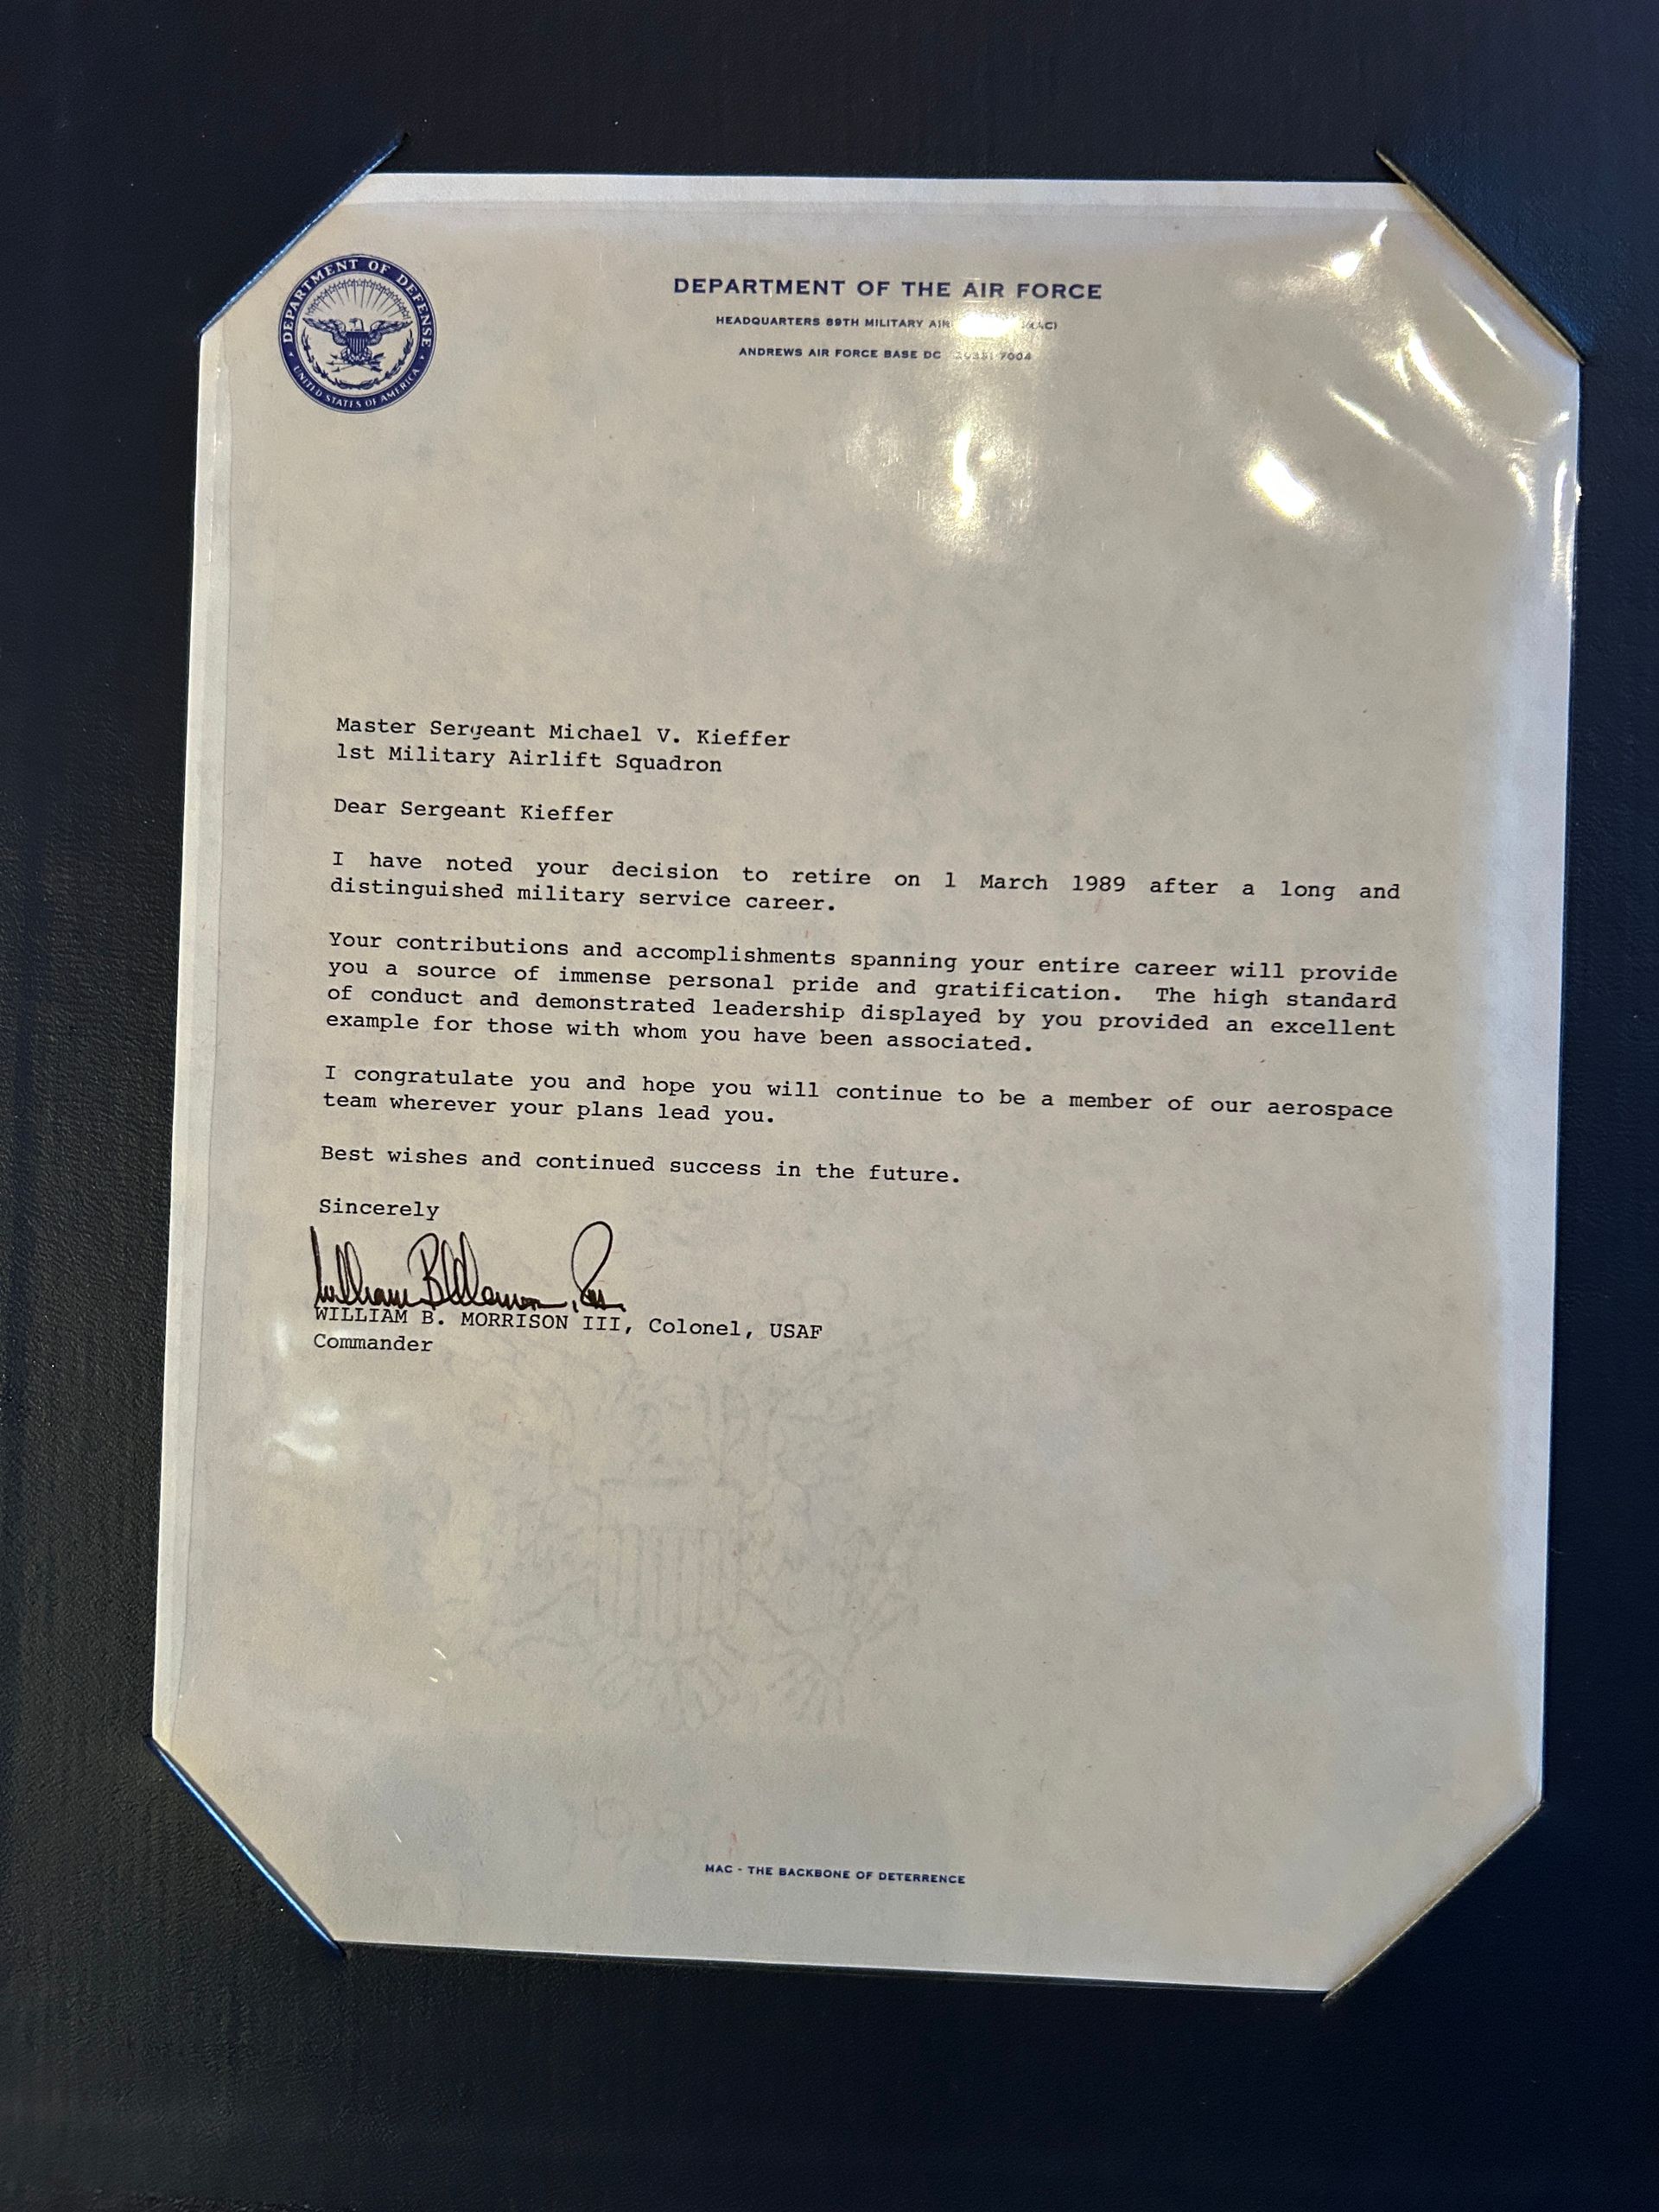 DEPARTMENT OF DEFENSE
UNITED STATES OF AMERICA
DEPARTMENT OF THE AIR FORCE
HEADQUARTERS 89TH MILITARY
ANDREWS AIR FORCE BASE DC
Master Sergeant Michael V. Kieffer
1st Military Airlift Squadron
Dear Sergeant Kieffer
I have noted your decision to retire on 1 March 1989 after a long and
distinguished military service career.
Your contributions and accomplishments spanning your entire career will provide
you a source of immense personal pride and gratification. The high standard
of conduct and demonstrated leadership displayed by you provided an excellent
example for those with whom you have been associated.
I congratulate you and hope you will continue to be a member of our aerospace
team wherever your plans lead you.
Best wishes and continued success in the future.
Sincerely
WILLIAM B. MORRISON III, Colonel, USAF
Commander
MAC - THE BACKBONE OF DETERRENCE